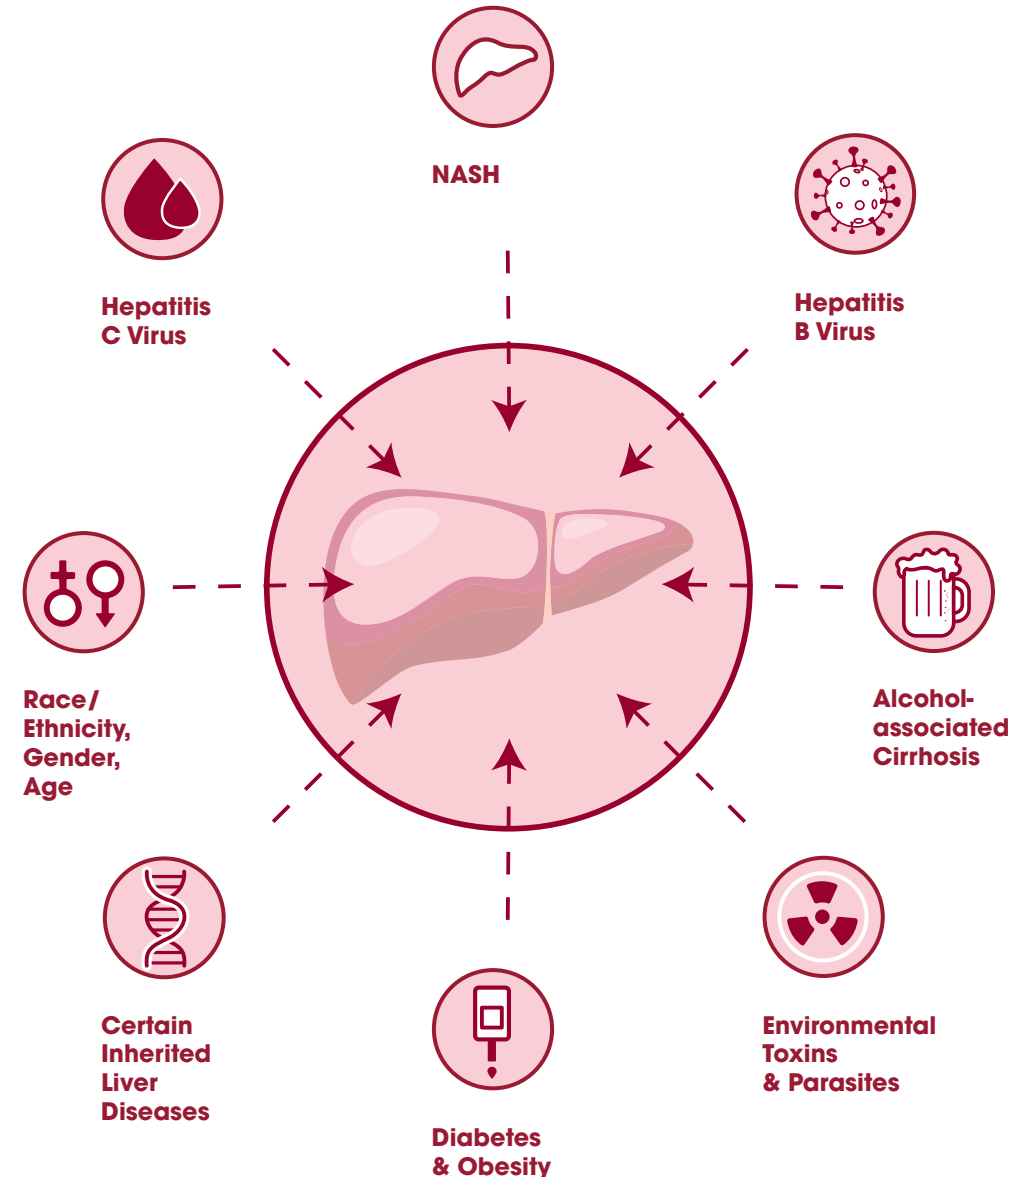 NASH
Hepatitis
C Virus
Hepatitis
B Virus
Race/
Ethnicity,
Gender,
Age
Alcohol-
associated
Cirrhosis
Certain
Inherited
Liver
Diseases
Environmental
Toxins
& Parasites
Diabetes
& Obesity